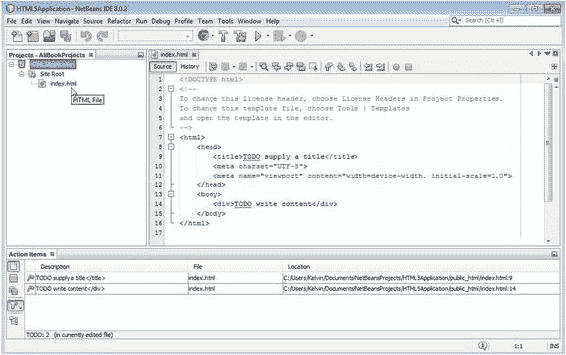 HTML5Application - NetBeans IDE 8.0.2
File Edit View Navigate Source Refactor Run Debug Profile Team Tools Window Help
Search (Ctrl+I)
Projects - AllBookProjects
HTML5Application
Site Root
index.html
HTML File
index.html
Source History
1 <!DOCTYPE html>
2 <!--
3 To change this license header, choose License Headers in Project Properties.
4 To change this template file, choose Tools | Templates
5 and open the template in the editor.
6 -->
7 <html>
8 <head>
9 <title>TODO supply a title</title>
10 <meta charset="UTF-8">
11 <meta name="viewport" content="width=device-width, initial-scale=1.0">
12 </head>
13 <body>
14 <div>TODO write content</div>
15 </body>
16 </html>
17
Action Items
Description File Location
TODO supply a title</title> index.html C:/Users/Kelvin/Documents/NetBeansProjects/HTML5Application/public_html/index.html:9
TODO write content</div> index.html C:/Users/Kelvin/Documents/NetBeansProjects/HTML5Application/public_html/index.html:14
TODO: 2 (in currently edited file)
1:1 INS